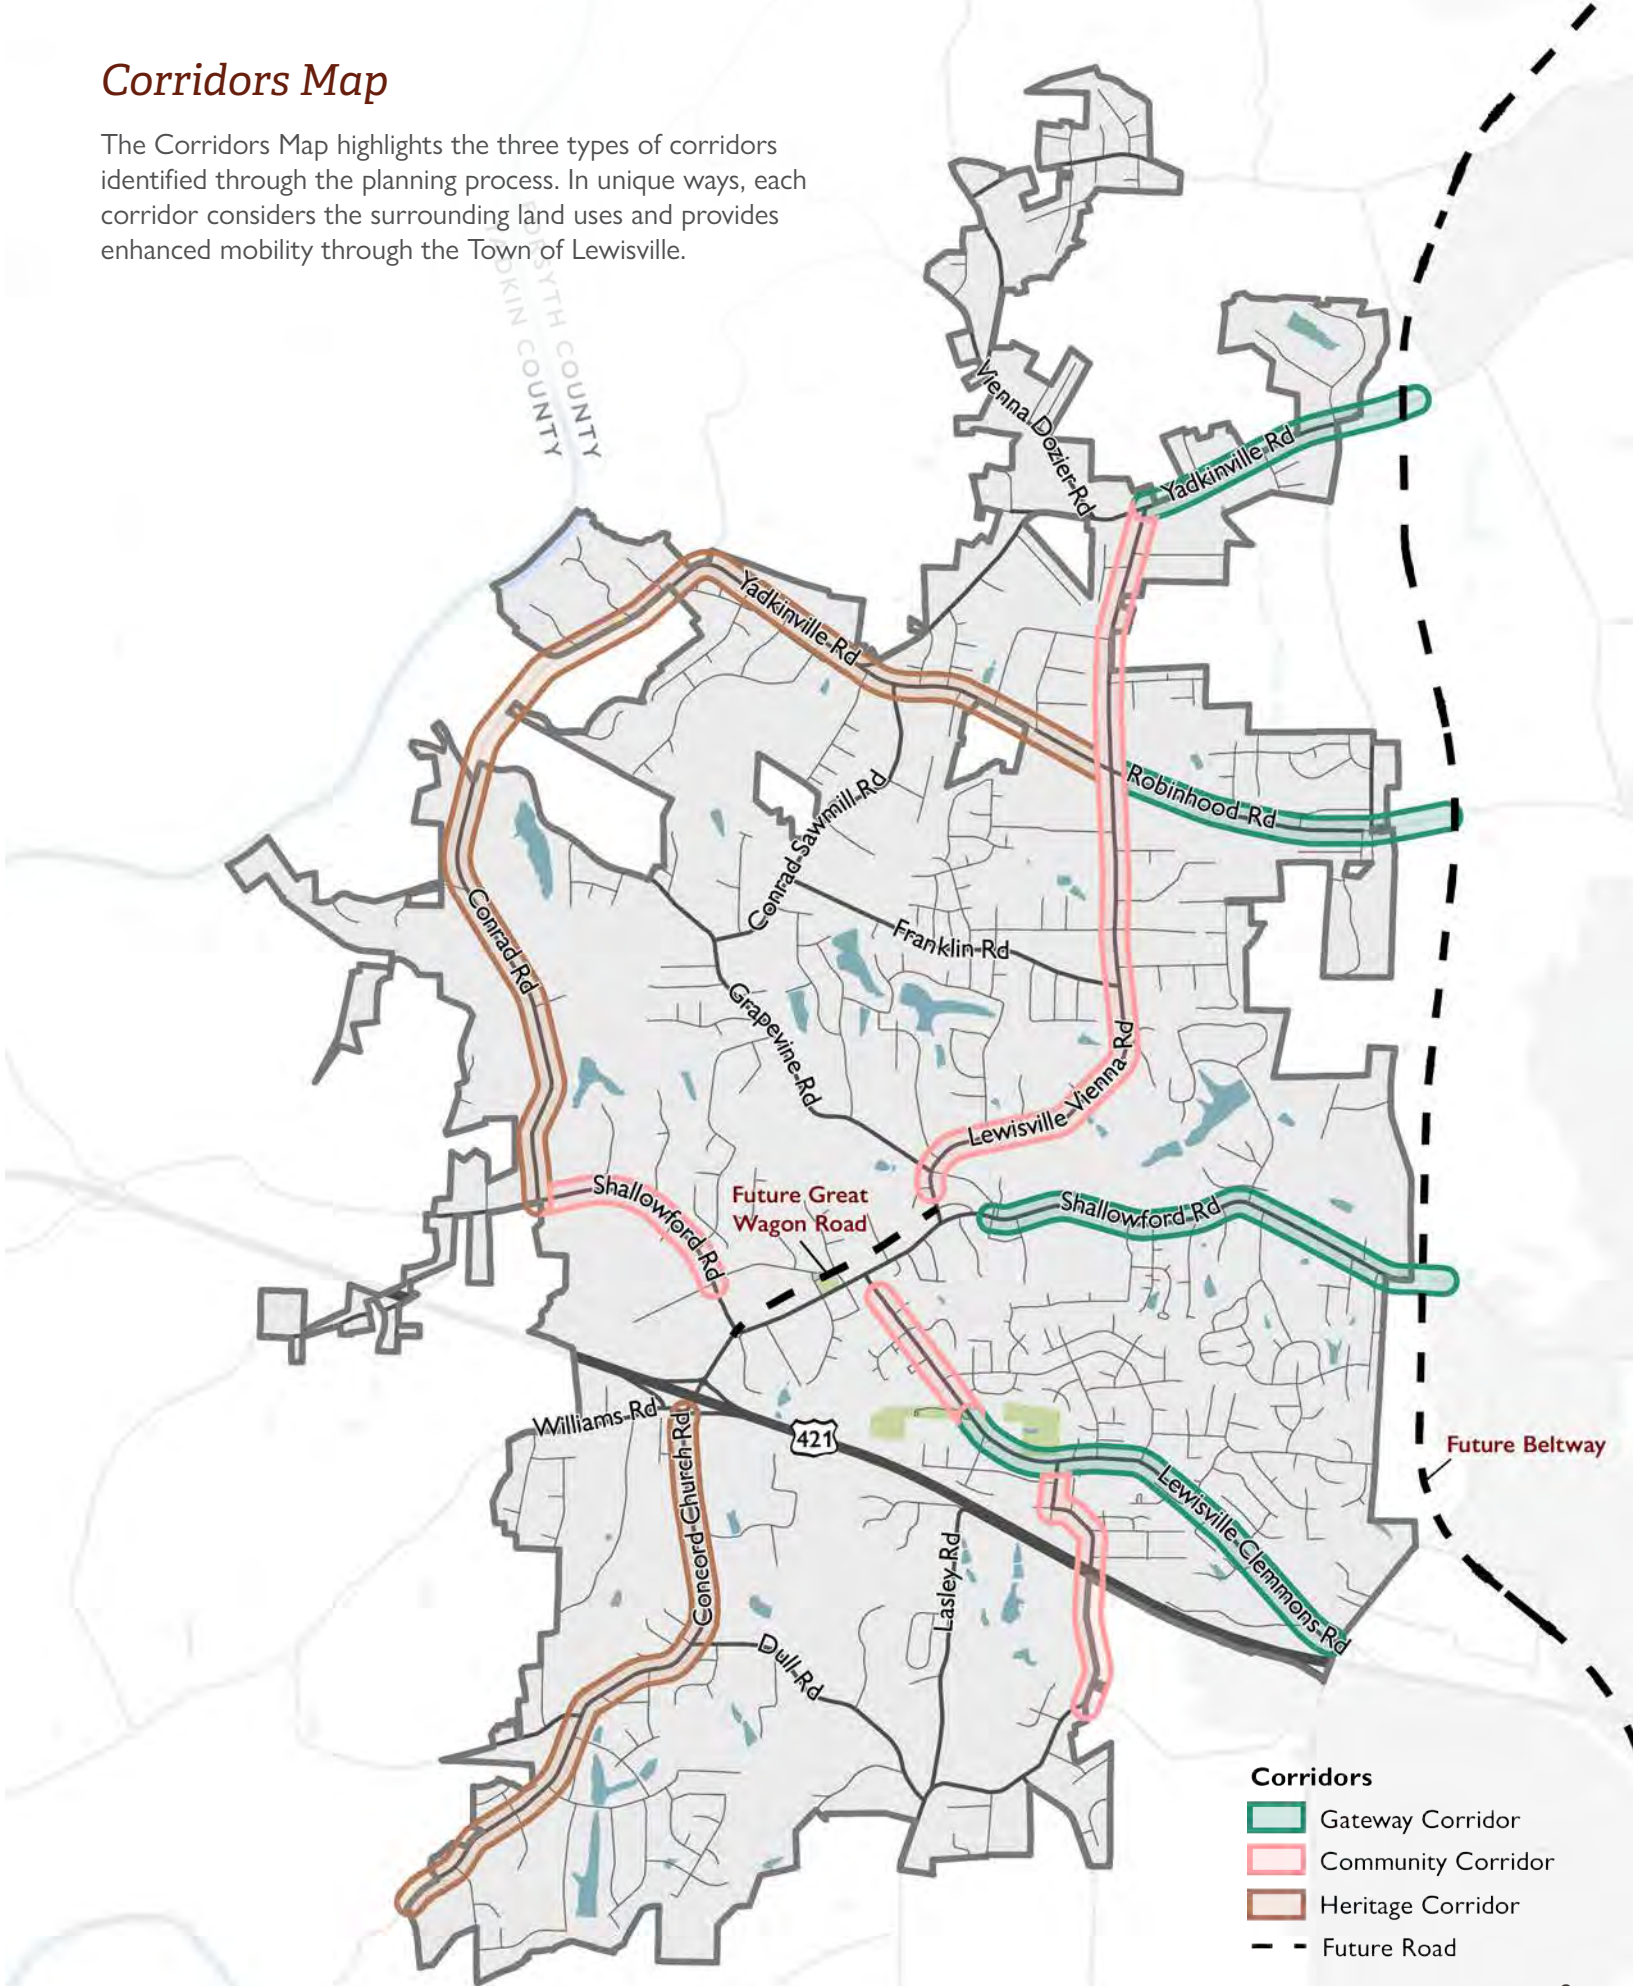 Corridors Map
The Corridors Map highlights the three types of corridors
identified through the planning process. In unique ways, each
corridor considers the surrounding land uses and provides
enhanced mobility through the Town of Lewisville.
FORSYTH COUNTY
YADKIN COUNTY
Vienna Dozier Rd
Yadkinville Rd
Yadkinville Rd
Robinhood Rd
Conrad Sawmill Rd
Conrad Rd
Franklin Rd
Grapevine Rd
Lewisville Vienna Rd
Shallowford Rd
Future Great
Wagon Road
Shallowford Rd
Williams Rd
421
Future Beltway
Concord Church Rd
Lewisville Clemmons Rd
Lasley Rd
Dull Rd
Corridors
Gateway Corridor
Community Corridor
Heritage Corridor
Future Road